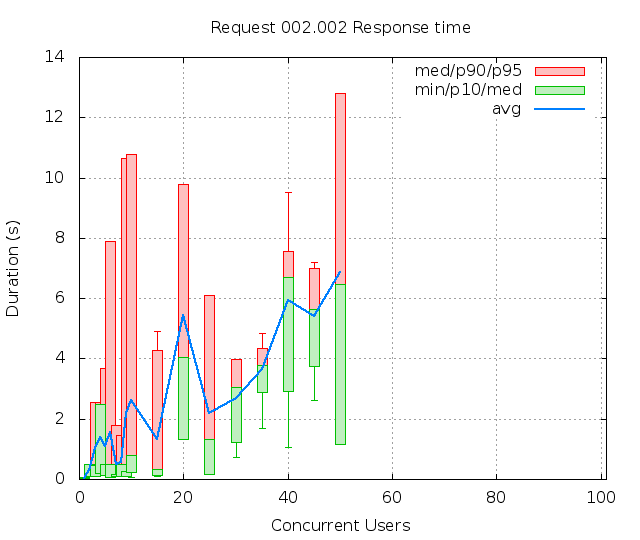 Request 002.002 Response time
med/p90/p95
min/p10/med
avg
Duration (s)
14
12
10
8
6
4
2
0
0 20 40 60 80 100
Concurrent Users